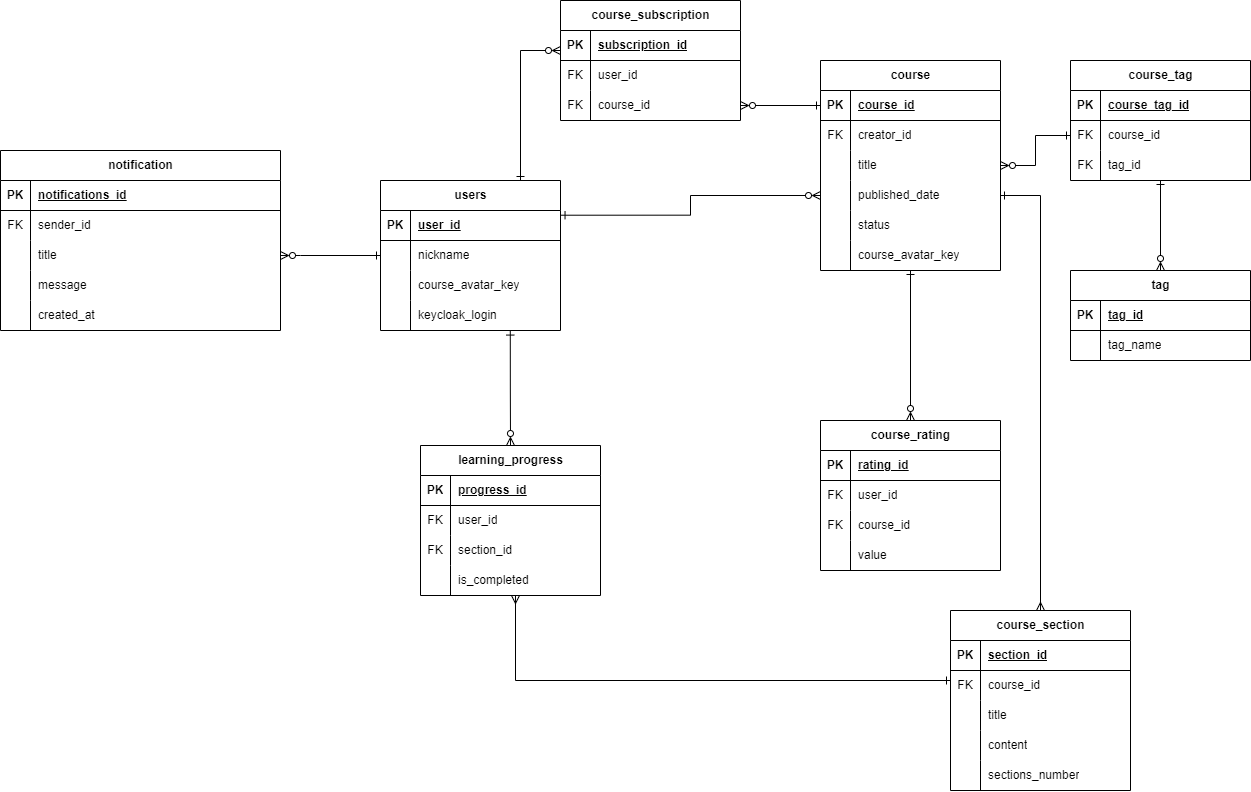 course_subscription
PK subscription_id
FK user_id
FK course_id
course
PK course_id
FK creator_id
title
published_date
status
course_avatar_key
course_tag
PK course_tag_id
FK course_id
FK tag_id
notification
PK notifications_id
FK sender_id
title
message
created_at
users
PK user_id
nickname
course_avatar_key
keycloak_login
tag
PK tag_id
tag_name
learning_progress
PK progress_id
FK user_id
FK section_id
is_completed
course_rating
PK rating_id
FK user_id
FK course_id
value
course_section
PK section_id
FK course_id
title
content
sections_number